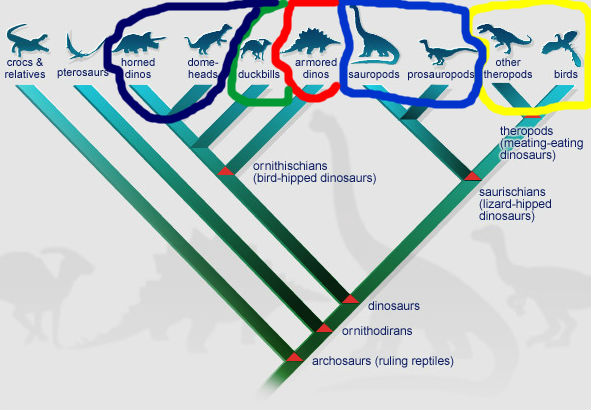 crocs &
relatives
pterosaurs
horned
dinos
dome-
heads
duckbills
armored
dinos
sauropods
prosauropods
other
theropods
birds
theropods
(meating-eating
dinosaurs)
ornithischians
(bird-hipped dinosaurs)
saurischians
(lizard-hipped
dinosaurs)
dinosaurs
ornithodirans
archosaurs (ruling reptiles)